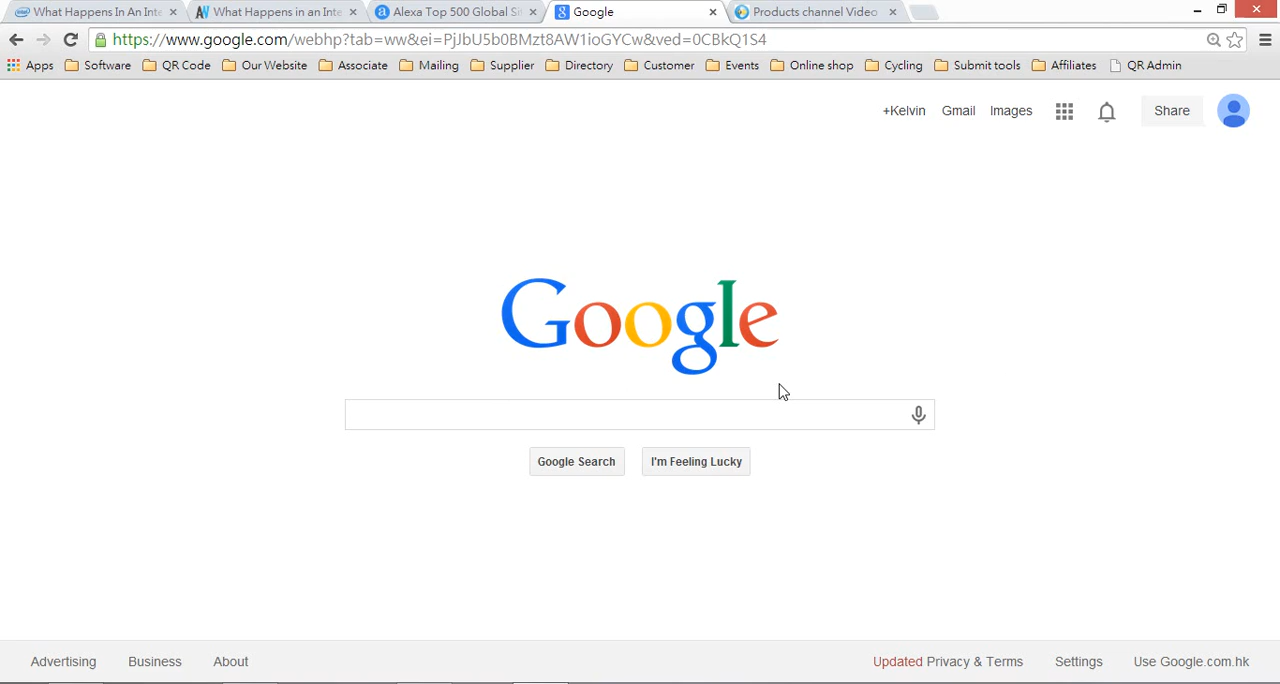 What Happens In An Inte
What Happens in an Inte
Alexa Top 500 Global Si
Google
Products channel Video
https://www.google.com/webhp?tab=ww&ei=PjJbU5b0BMzt8AW1ioGYCw&ved=0CBkQ1S4
Apps Software QR Code Our Website Associate Mailing Supplier Directory Customer Events Online shop Cycling Submit tools Affiliates QR Admin
+Kelvin Gmail Images Share
Google
Google Search I'm Feeling Lucky
Advertising Business About Updated Privacy & Terms Settings Use Google.com.hk